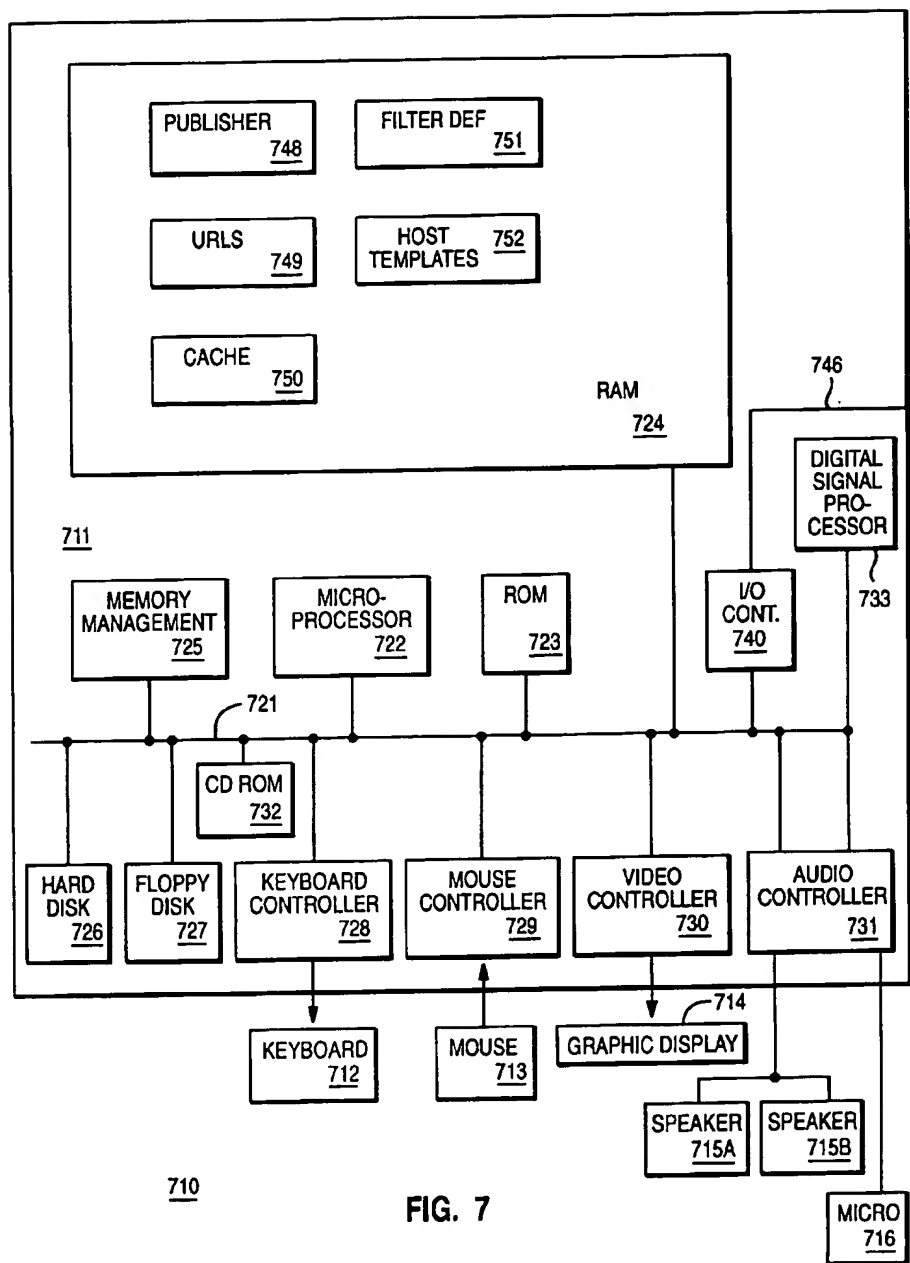 PUBLISHER
748
FILTER DEF
751
URLS
749
HOST
TEMPLATES
752
CACHE
750
RAM
724
746
DIGITAL
SIGNAL
PRO-
CESSOR
733
711
MEMORY
MANAGEMENT
725
MICRO-
PROCESSOR
722
ROM
723
I/O
CONT.
740
721
CD ROM
732
HARD
DISK
726
FLOPPY
DISK
727
KEYBOARD
CONTROLLER
728
MOUSE
CONTROLLER
729
VIDEO
CONTROLLER
730
AUDIO
CONTROLLER
731
714
KEYBOARD
712
MOUSE
713
GRAPHIC DISPLAY
SPEAKER
715A
SPEAKER
715B
710
FIG. 7
MICRO
716